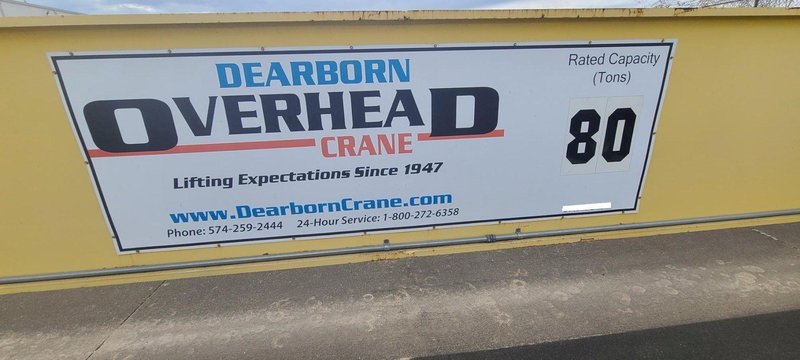 DEARBORN
OVERHEAD
CRANE
Lifting Expectations Since 1947
www.DearbornCrane.com
Phone: 574-259-2444 24-Hour Service: 1-800-272-6358
Rated Capacity
(Tons)
80